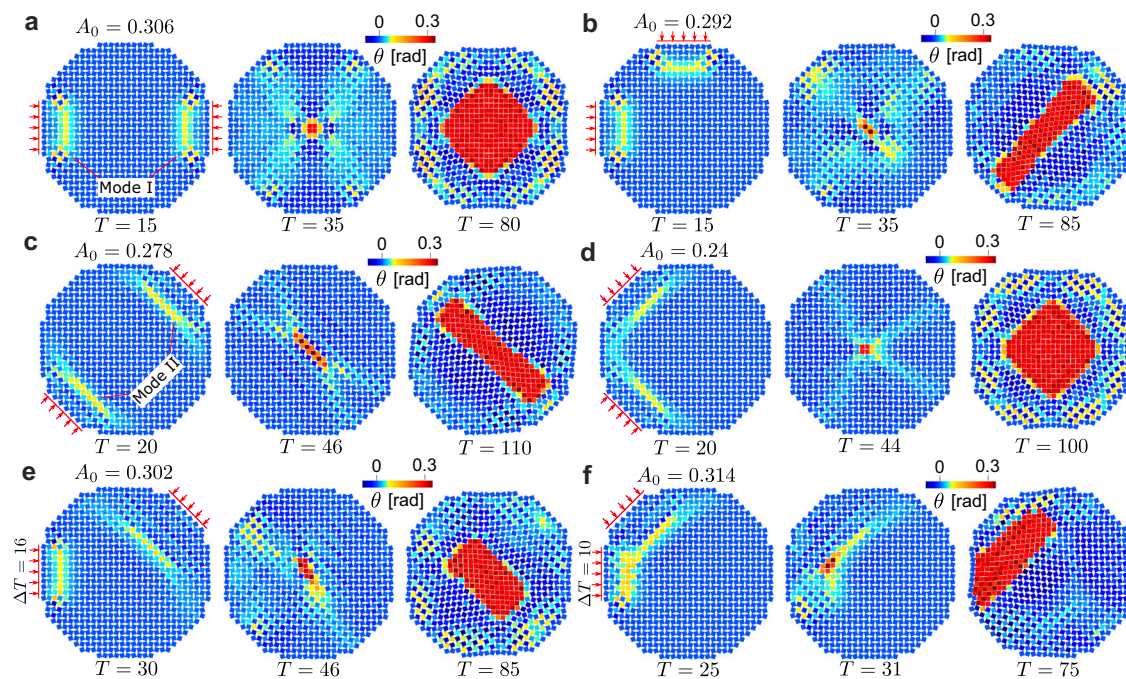 a
A₀ = 0.306
0 0.3
θ [rad]
Mode I
T = 15
T = 35
T = 80
b
A₀ = 0.292
0 0.3
θ [rad]
T = 15
T = 35
T = 85
c
A₀ = 0.278
0 0.3
θ [rad]
Mode II
T = 20
T = 46
T = 110
d
A₀ = 0.24
0 0.3
θ [rad]
T = 20
T = 44
T = 100
e
A₀ = 0.302
0 0.3
θ [rad]
ΔT = 16
T = 30
T = 46
T = 85
f
A₀ = 0.314
0 0.3
θ [rad]
ΔT = 10
T = 25
T = 31
T = 75